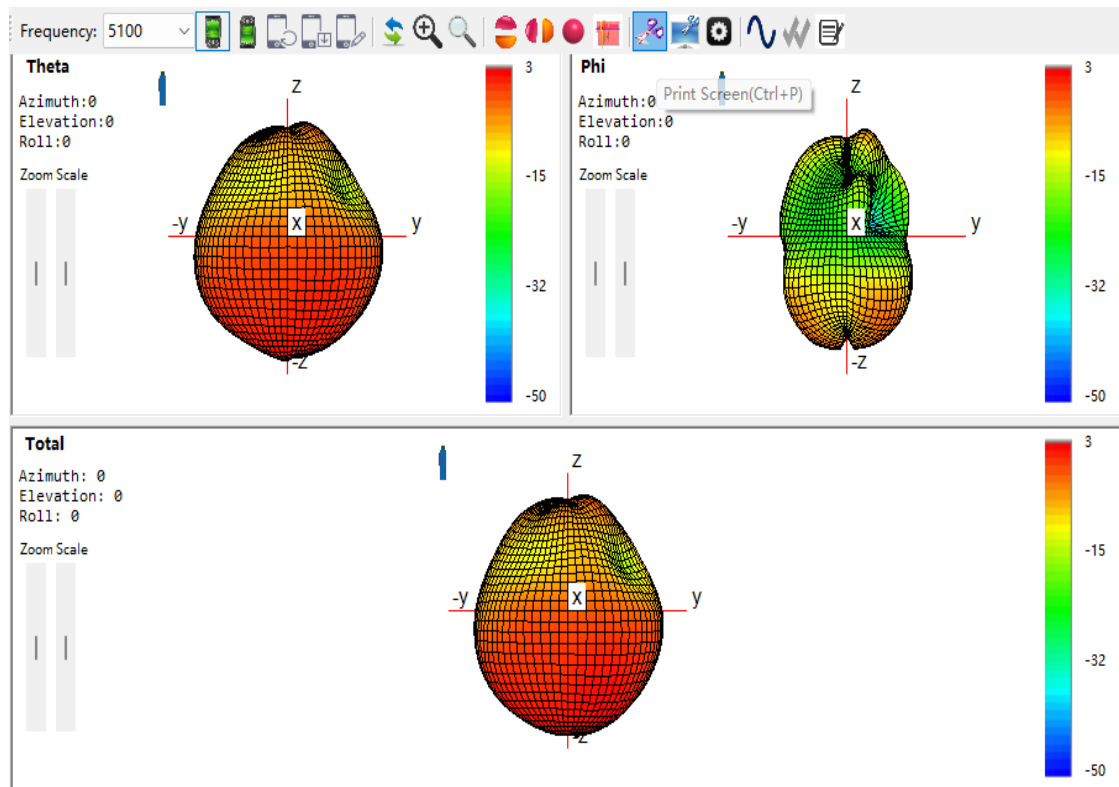 Frequency: 5100
Theta
Azimuth:0
Elevation:0
Roll:0
Zoom Scale
z
-y
x
y
-z
3
-15
-32
-50
Phi
Azimuth:0
Elevation:0
Roll:0
Zoom Scale
Print Screen(Ctrl+P)
z
-y
x
y
-z
3
-15
-32
-50
Total
Azimuth: 0
Elevation: 0
Roll: 0
Zoom Scale
z
-y
x
y
-z
3
-15
-32
-50